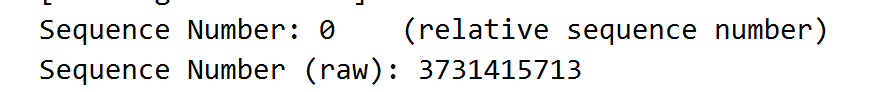 Sequence Number: 0    (relative sequence number)
Sequence Number (raw): 3731415713